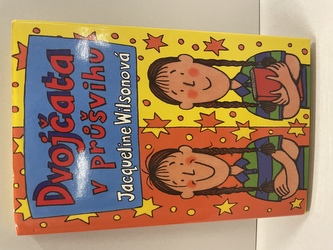 Dvojčata
v průšvihu
Jacqueline Wilsonová